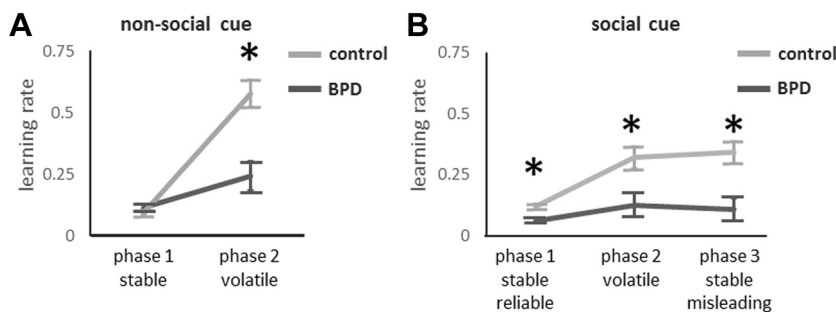 A
non-social cue
0.75
0.5
0.25
0
learning rate
*
control
BPD
phase 1
stable
phase 2
volatile
B
social cue
0.75
0.5
0.25
0
learning rate
*
*
*
control
BPD
phase 1
stable
reliable
phase 2
volatile
phase 3
stable
misleading